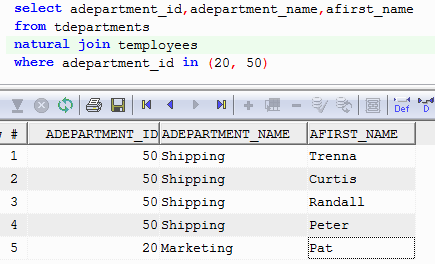 select adepartment_id,adepartment_name,afirst_name
from tdepartments
natural join temployees
where adepartment_id in (20, 50)
Def D
# ADEPARTMENT_ID ADEPARTMENT_NAME AFIRST_NAME
1 50 Shipping Trenna
2 50 Shipping Curtis
3 50 Shipping Randall
4 50 Shipping Peter
5 20 Marketing Pat